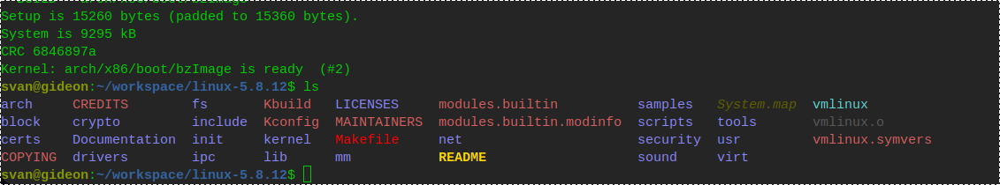 Setup is 15260 bytes (padded to 15360 bytes).
System is 9295 kB
CRC 6846897a
Kernel: arch/x86/boot/bzImage is ready  (#2)
svan@gideon:~/workspace/linux-5.8.12$ ls
arch     CREDITS        fs       Kbuild   LICENSES     modules.builtin          samples   System.map  vmlinux
block    crypto         include  Kconfig  MAINTAINERS  modules.builtin.modinfo  scripts   tools       vmlinux.o
certs    Documentation  init     kernel   Makefile     net                      security  usr         vmlinux.symvers
COPYING  drivers        ipc      lib      mm           README                   sound     virt
svan@gideon:~/workspace/linux-5.8.12$